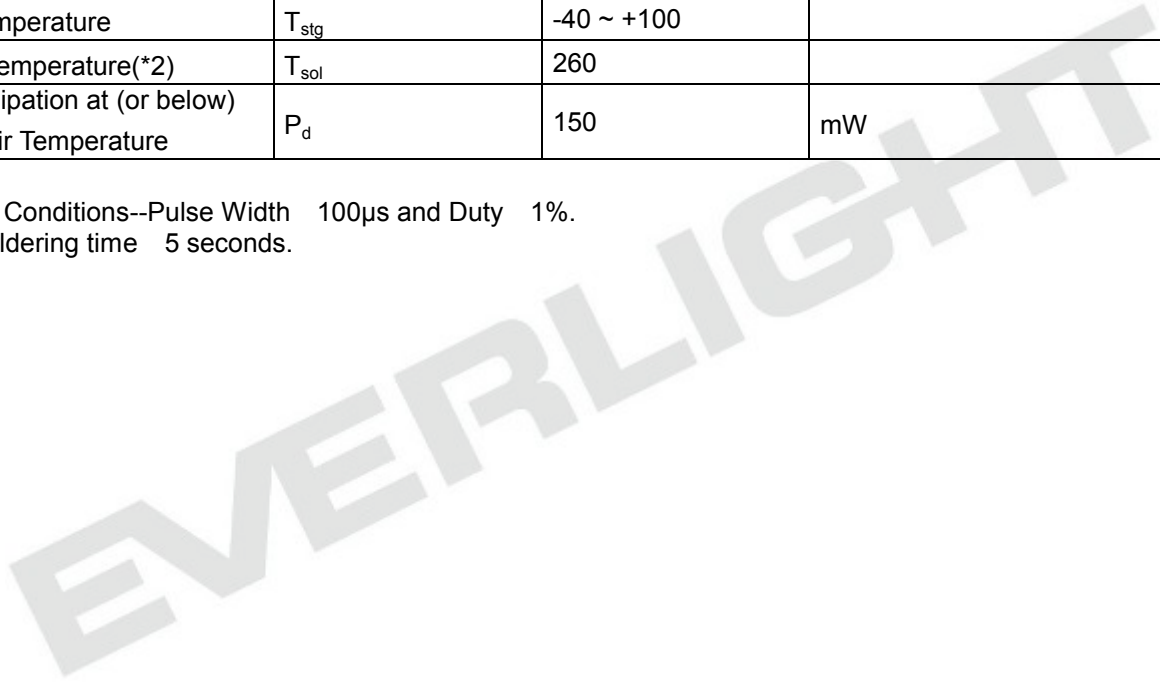 mperature Tstg -40 ~ +100
emperature(*2) Tsol 260
ipation at (or below)
ir Temperature Pd 150 mW
Conditions--Pulse Width 100µs and Duty 1%.
ldering time 5 seconds.
EVERLIGHT